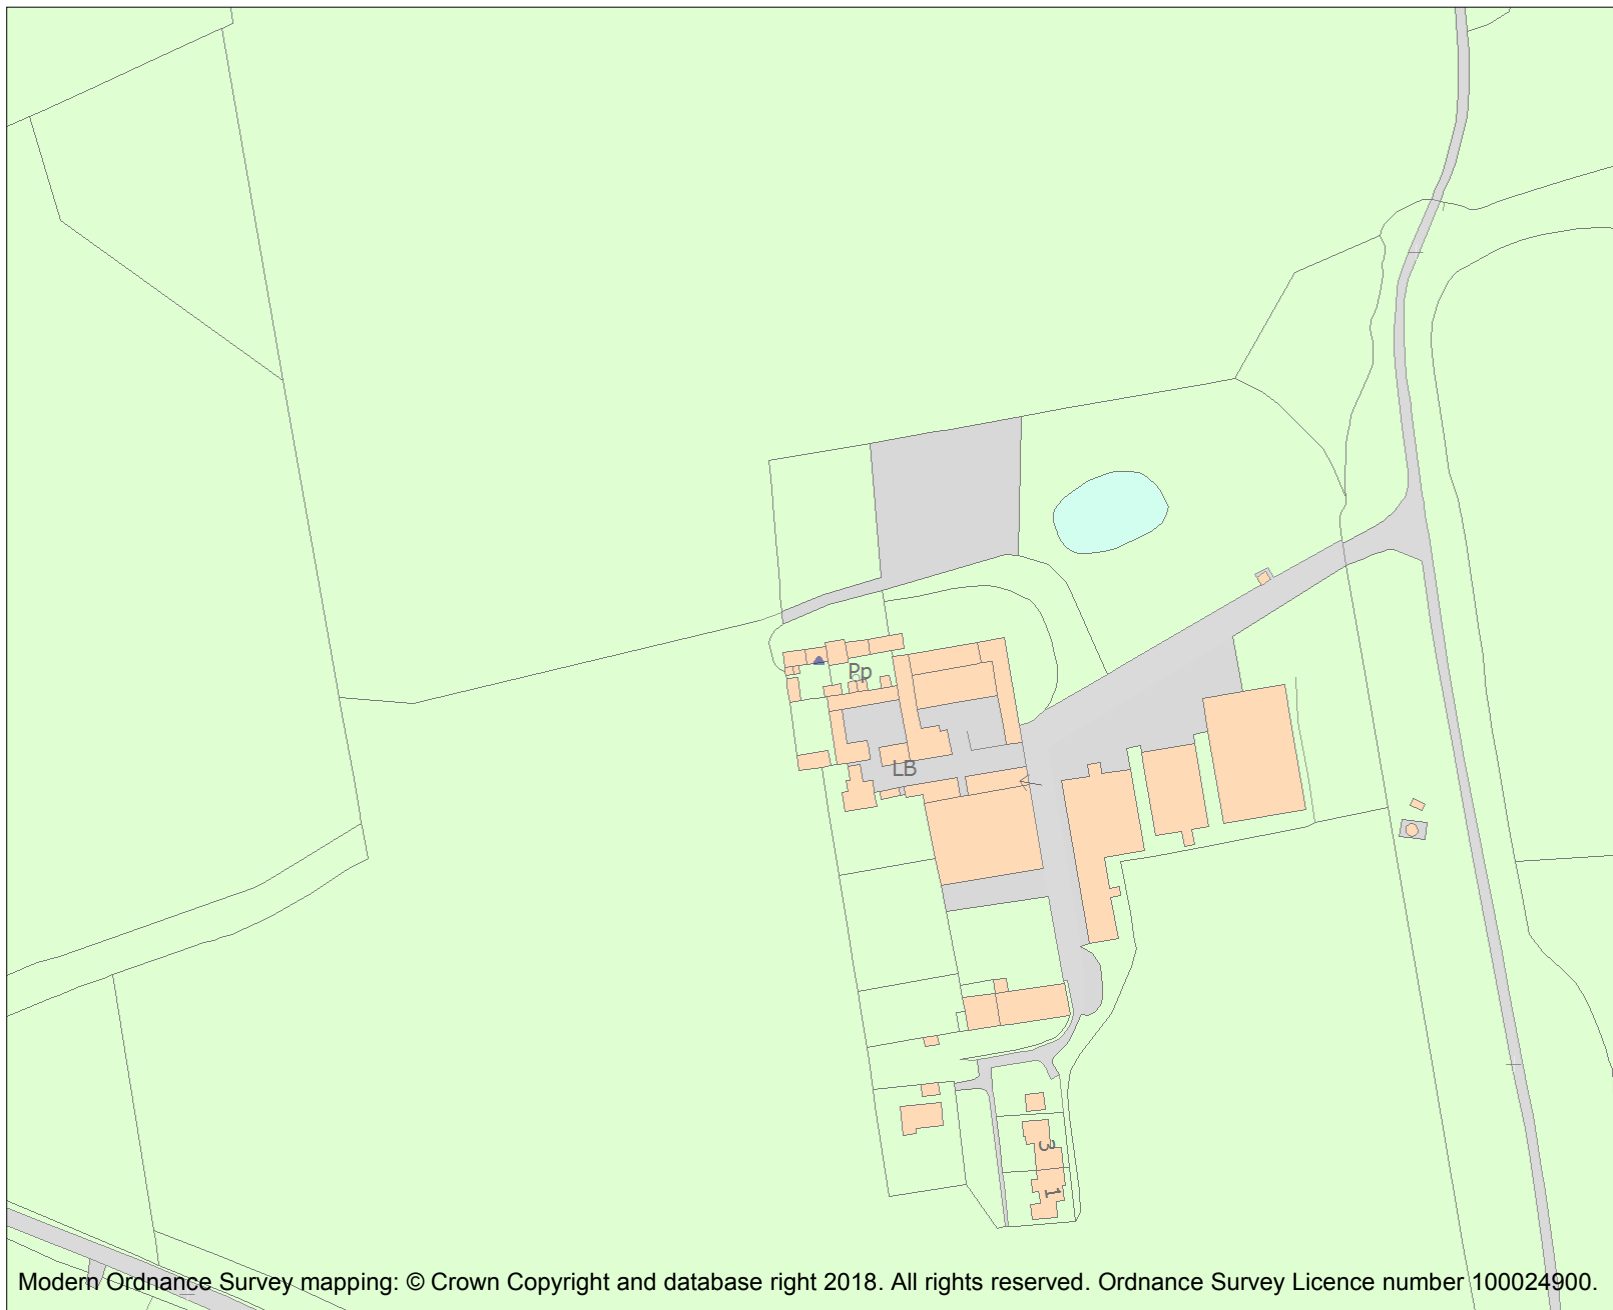 Pp
LB
3
1
Modern Ordnance Survey mapping: © Crown Copyright and database right 2018. All rights reserved. Ordnance Survey Licence number 100024900.